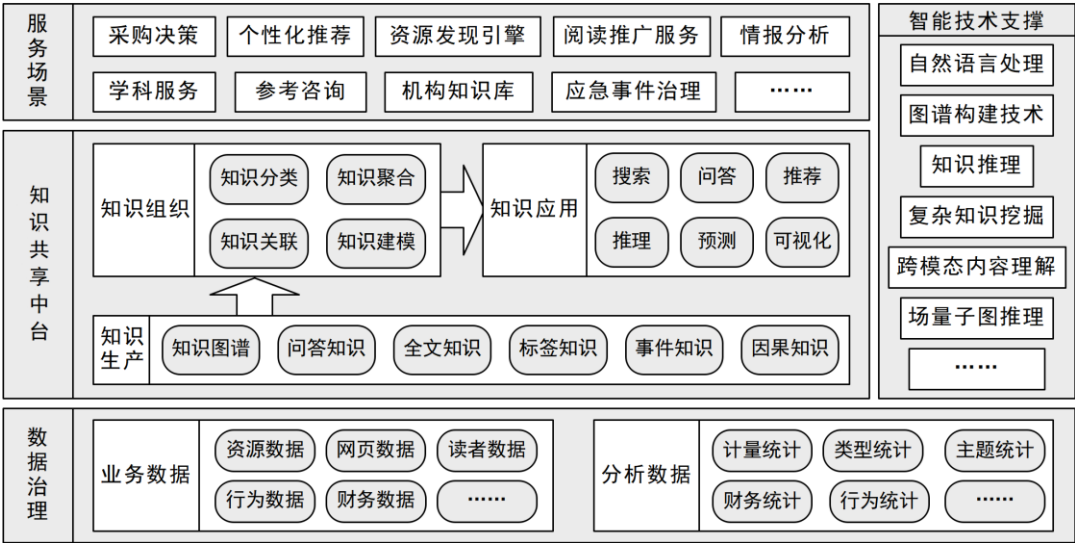 服务场景
采购决策 个性化推荐 资源发现引擎 阅读推广服务 情报分析
学科服务 参考咨询 机构知识库 应急事件治理 ……
知识共享中台
知识组织
知识分类 知识聚合
知识关联 知识建模
知识应用
搜索 问答 推荐
推理 预测 可视化
知识
生产
知识图谱 问答知识 全文知识 标签知识 事件知识 因果知识
智能技术支撑
自然语言处理
图谱构建技术
知识推理
复杂知识挖掘
跨模态内容理解
场量子图推理
……
数据治理
业务数据
资源数据 网页数据 读者数据
行为数据 财务数据 ……
分析数据
计量统计 类型统计 主题统计
财务统计 行为统计 ……